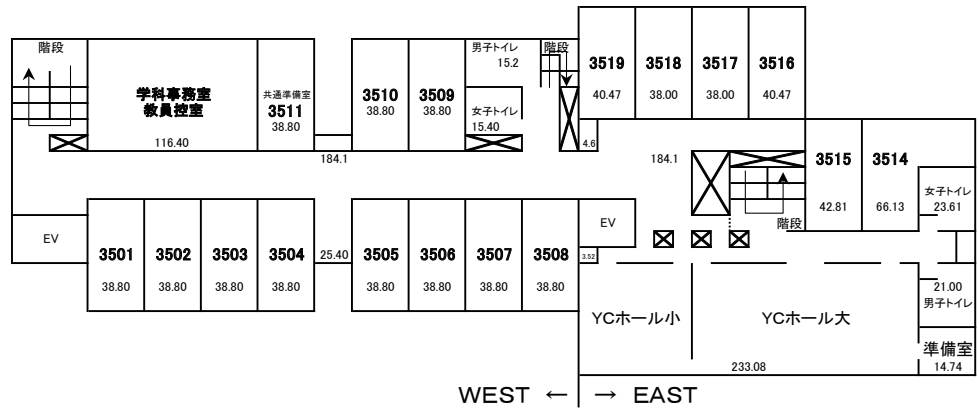 階段
学科事務室
教員控室
116.40
共通準備室
3511
38.80
3510
38.80
3509
38.80
男子トイレ
15.2
女子トイレ
15.40
階段
3519
40.47
3518
38.00
3517
38.00
3516
40.47
4.6
184.1
184.1
3515
42.81
3514
66.13
女子トイレ
23.61
階段
EV
3501
38.80
3502
38.80
3503
38.80
3504
38.80
25.40
3505
38.80
3506
38.80
3507
38.80
3508
38.80
EV
3.52
YCホール小
YCホール大
233.08
21.00
男子トイレ
準備室
14.74
WEST ← → EAST